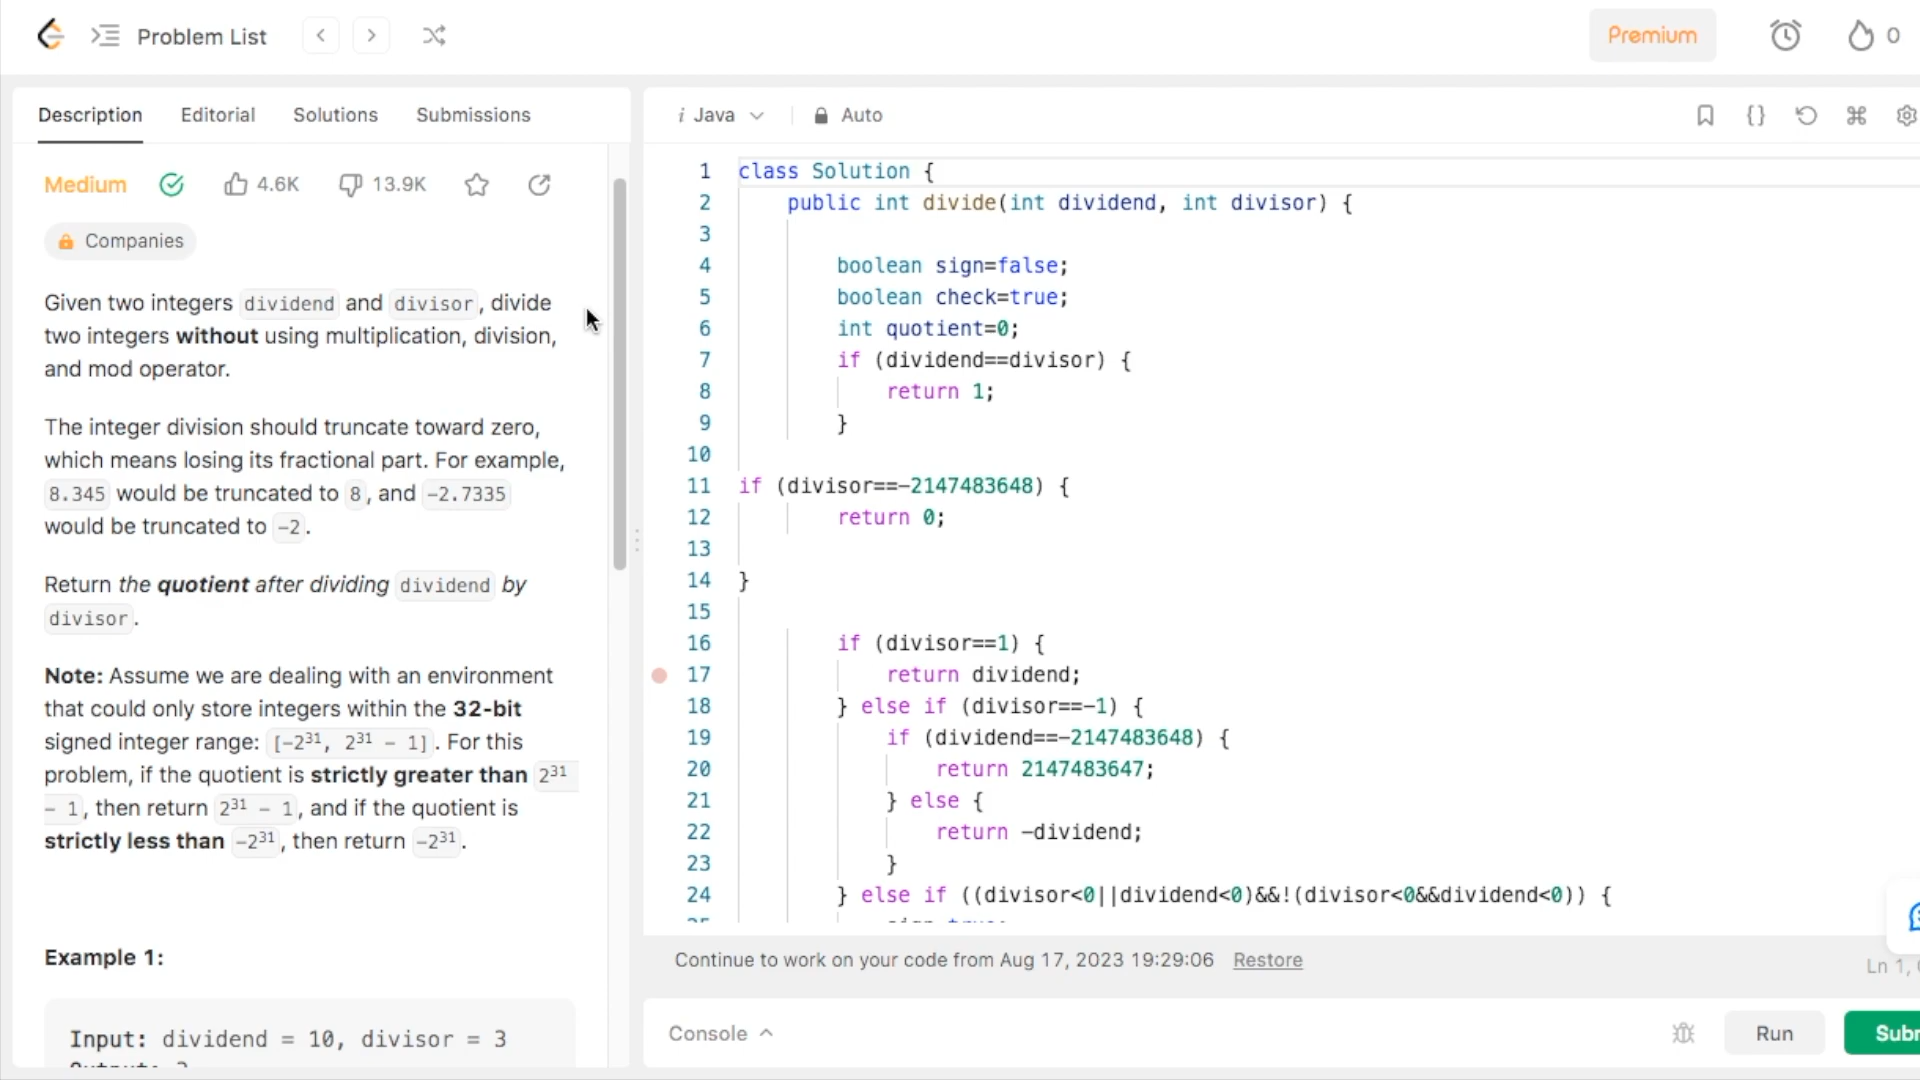 Problem List
Premium
0
Description Editorial Solutions Submissions
Medium 4.6K 13.9K
Companies
Given two integers dividend and divisor, divide
two integers without using multiplication, division,
and mod operator.
The integer division should truncate toward zero,
which means losing its fractional part. For example,
8.345 would be truncated to 8, and -2.7335
would be truncated to -2.
Return the quotient after dividing dividend by
divisor.
Note: Assume we are dealing with an environment
that could only store integers within the 32-bit
signed integer range: [−2³¹, 2³¹ − 1]. For this
problem, if the quotient is strictly greater than 2³¹
− 1, then return 2³¹ − 1, and if the quotient is
strictly less than −2³¹, then return −2³¹.
Example 1:
Input: dividend = 10, divisor = 3
i Java Auto
1 class Solution {
2 public int divide(int dividend, int divisor) {
3
4 boolean sign=false;
5 boolean check=true;
6 int quotient=0;
7 if (dividend==divisor) {
8 return 1;
9 }
10
11 if (divisor==-2147483648) {
12 return 0;
13
14 }
15
16 if (divisor==1) {
17 return dividend;
18 } else if (divisor==-1) {
19 if (dividend==-2147483648) {
20 return 2147483647;
21 } else {
22 return -dividend;
23 }
24 } else if ((divisor<0||dividend<0)&&!(divisor<0&&dividend<0)) {
Continue to work on your code from Aug 17, 2023 19:29:06 Restore
Ln 1,
Console
Run